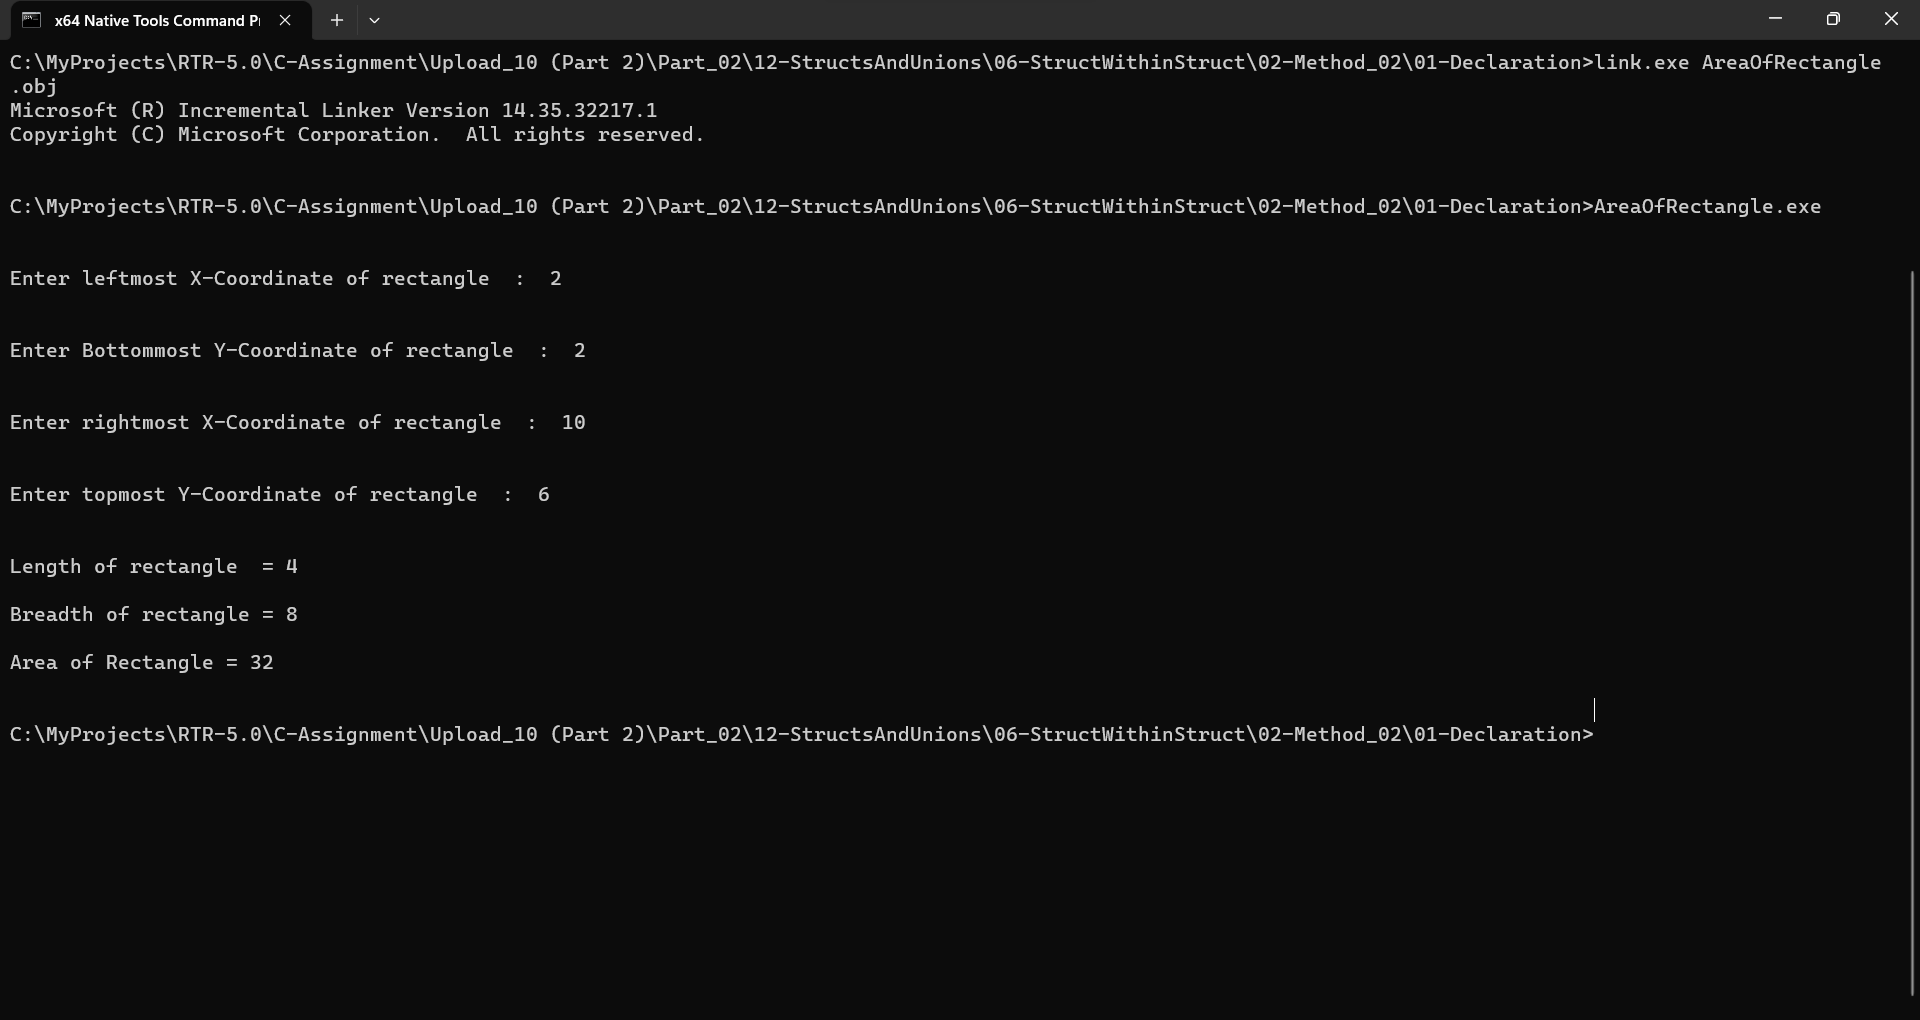 x64 Native Tools Command P
C:\MyProjects\RTR-5.0\C-Assignment\Upload_10 (Part 2)\Part_02\12-StructsAndUnions\06-StructWithinStruct\02-Method_02\01-Declaration>link.exe AreaOfRectangle
.obj
Microsoft (R) Incremental Linker Version 14.35.32217.1
Copyright (C) Microsoft Corporation.  All rights reserved.
C:\MyProjects\RTR-5.0\C-Assignment\Upload_10 (Part 2)\Part_02\12-StructsAndUnions\06-StructWithinStruct\02-Method_02\01-Declaration>AreaOfRectangle.exe
Enter leftmost X-Coordinate of rectangle  :  2
Enter Bottommost Y-Coordinate of rectangle  :  2
Enter rightmost X-Coordinate of rectangle  :  10
Enter topmost Y-Coordinate of rectangle  :  6
Length of rectangle  = 4
Breadth of rectangle = 8
Area of Rectangle = 32
C:\MyProjects\RTR-5.0\C-Assignment\Upload_10 (Part 2)\Part_02\12-StructsAndUnions\06-StructWithinStruct\02-Method_02\01-Declaration>